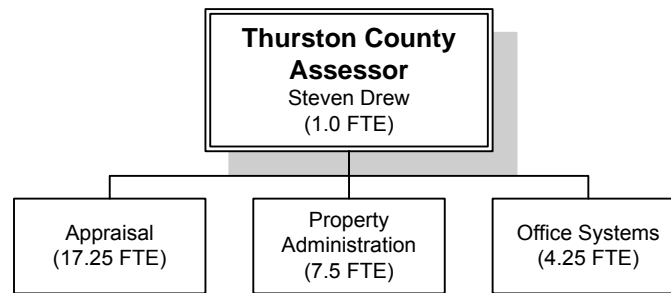 Thurston County
Assessor
Steven Drew
(1.0 FTE)
Appraisal
(17.25 FTE)
Property
Administration
(7.5 FTE)
Office Systems
(4.25 FTE)